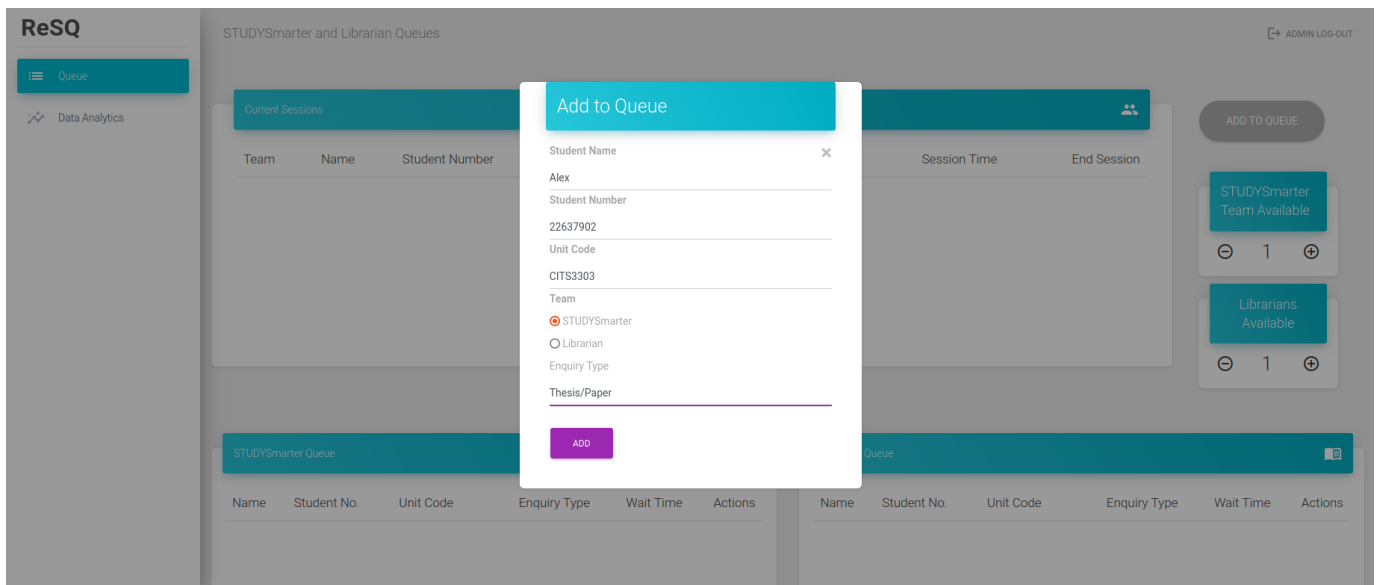 ReSQ
STUDYSmarter and Librarian Queues
ADMIN LOG-OUT
Queue
Data Analytics
Current Sessions
Team Name Student Number Session Time End Session
ADD TO QUEUE
STUDYSmarter
Team Available
1
Librarians
Available
1
Add to Queue
Student Name
×
Alex
Student Number
22637902
Unit Code
CITS3303
Team
STUDYSmarter
Librarian
Enquiry Type
Thesis/Paper
ADD
STUDYSmarter Queue
Name Student No. Unit Code Enquiry Type Wait Time Actions
Queue
Name Student No. Unit Code Enquiry Type Wait Time Actions